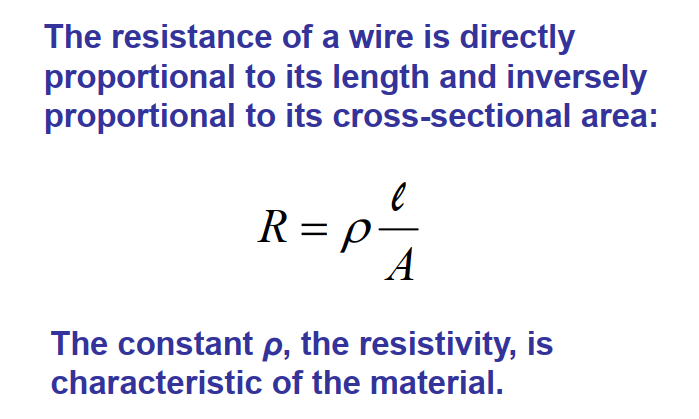 The resistance of a wire is directly
proportional to its length and inversely
proportional to its cross-sectional area:
R = ρ ℓ/A
The constant ρ, the resistivity, is
characteristic of the material.